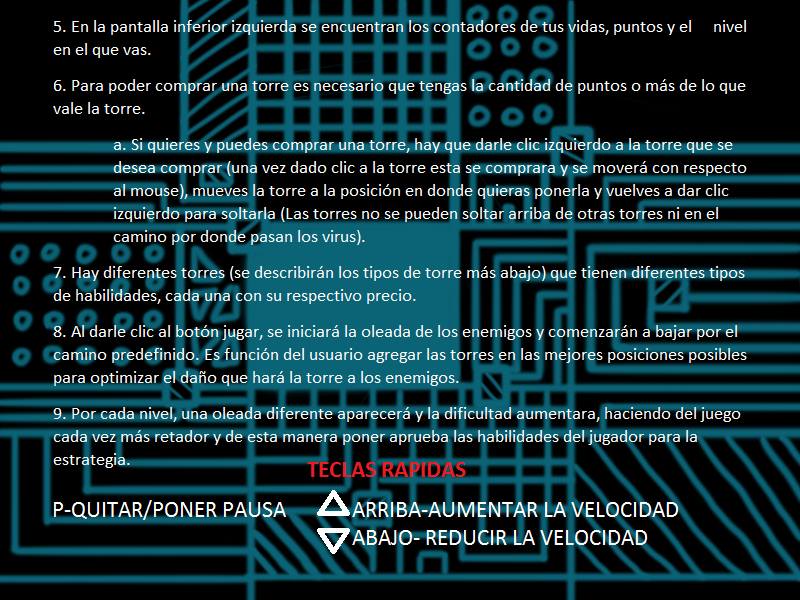 5. En la pantalla inferior izquierda se encuentran los contadores de tus vidas, puntos y el nivel
en el que vas.
6. Para poder comprar una torre es necesario que tengas la cantidad de puntos o más de lo que
vale la torre.
a. Si quieres y puedes comprar una torre, hay que darle clic izquierdo a la torre que se
desea comprar (una vez dado clic a la torre esta se comprara y se moverá con respecto
al mouse), mueves la torre a la posición en donde quieras ponerla y vuelves a dar clic
izquierdo para soltarla (Las torres no se pueden soltar arriba de otras torres ni en el
camino por donde pasan los virus).
7. Hay diferentes torres (se describirán los tipos de torre más abajo) que tienen diferentes tipos
de habilidades, cada una con su respectivo precio.
8. Al darle clic al botón jugar, se iniciará la oleada de los enemigos y comenzarán a bajar por el
camino predefinido. Es función del usuario agregar las torres en las mejores posiciones posibles
para optimizar el daño que hará la torre a los enemigos.
9. Por cada nivel, una oleada diferente aparecerá y la dificultad aumentara, haciendo del juego
cada vez más retador y de esta manera poner aprueba las habilidades del jugador para la
estrategia.
TECLAS RAPIDAS
P-QUITAR/PONER PAUSA ARRIBA-AUMENTAR LA VELOCIDAD
ABAJO- REDUCIR LA VELOCIDAD